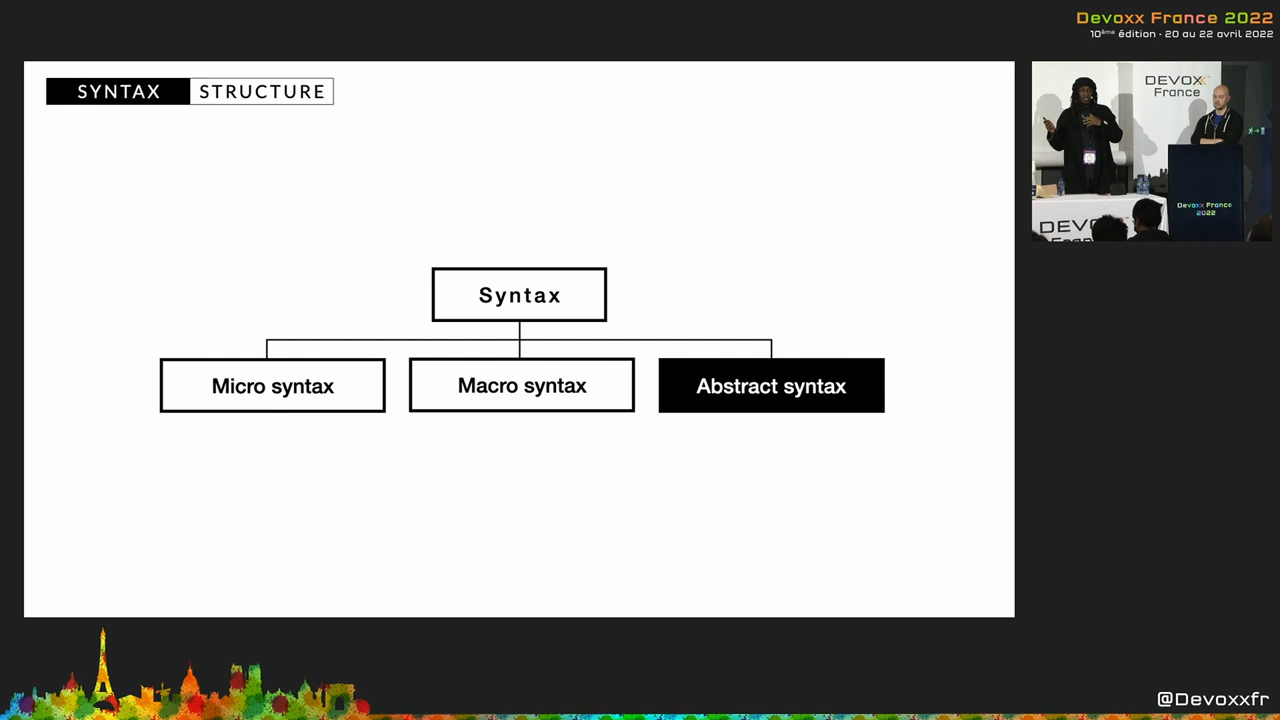 Devoxx France 2022
10ème édition · 20 au 22 avril 2022
SYNTAX STRUCTURE
Syntax
Micro syntax
Macro syntax
Abstract syntax
DEVOXX
France
Devoxx France
2022
DEVO
@Devoxxfr